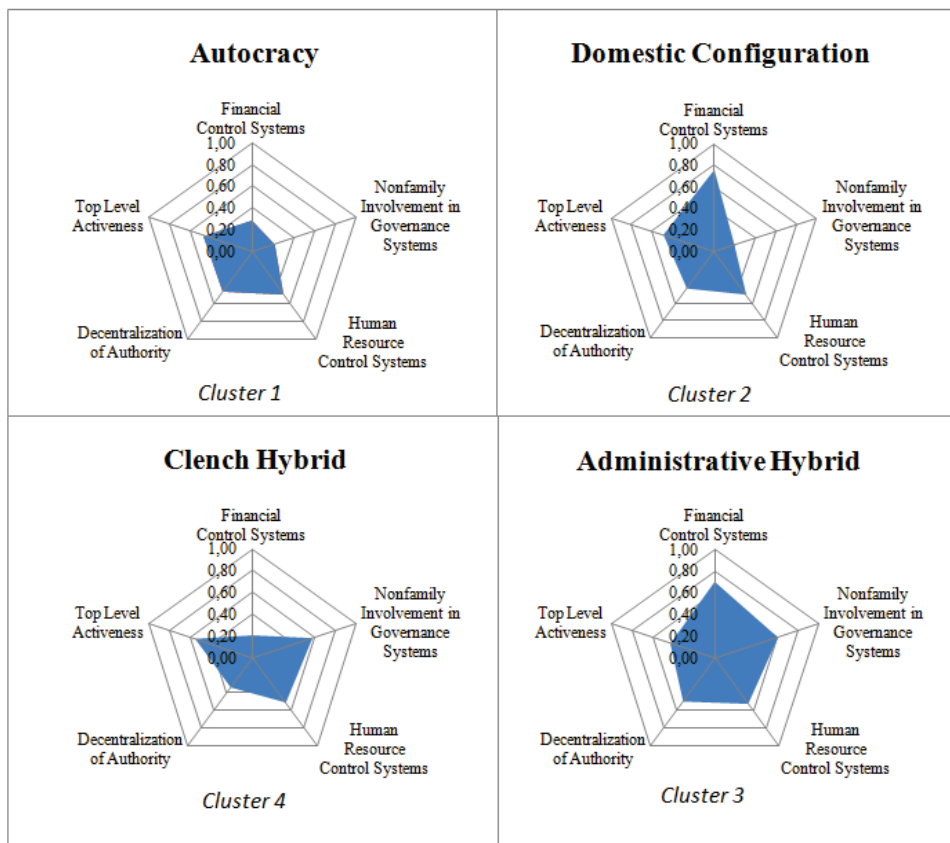 Autocracy
Financial
Control Systems
1,00
0,80
0,60
0,40
0,20
0,00
Nonfamily
Involvement in
Governance
Systems
Top Level
Activeness
Decentralization
of Authority
Human
Resource
Control Systems
Cluster 1
Domestic Configuration
Financial
Control Systems
1,00
0,80
0,60
0,40
0,20
0,00
Nonfamily
Involvement in
Governance
Systems
Top Level
Activeness
Decentralization
of Authority
Human
Resource
Control Systems
Cluster 2
Clench Hybrid
Financial
Control Systems
1,00
0,80
0,60
0,40
0,20
0,00
Nonfamily
Involvement in
Governance
Systems
Top Level
Activeness
Decentralization
of Authority
Human
Resource
Control Systems
Cluster 4
Administrative Hybrid
Financial
Control Systems
1,00
0,80
0,60
0,40
0,20
0,00
Nonfamily
Involvement in
Governance
Systems
Top Level
Activeness
Decentralization
of Authority
Human
Resource
Control Systems
Cluster 3